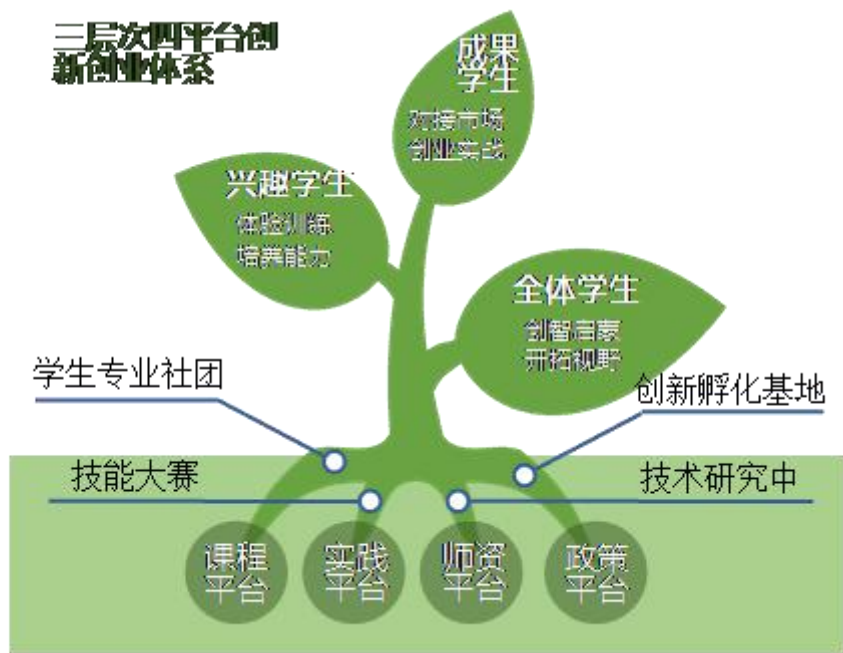 三层次四平台创
新创业体系
成果
学生
对接市场
创业实战
兴趣学生
体验训练
培养能力
全体学生
创智启蒙
开拓视野
学生专业社团
创新孵化基地
技能大赛
技术研究中
课程
平台
实践
平台
师资
平台
政策
平台